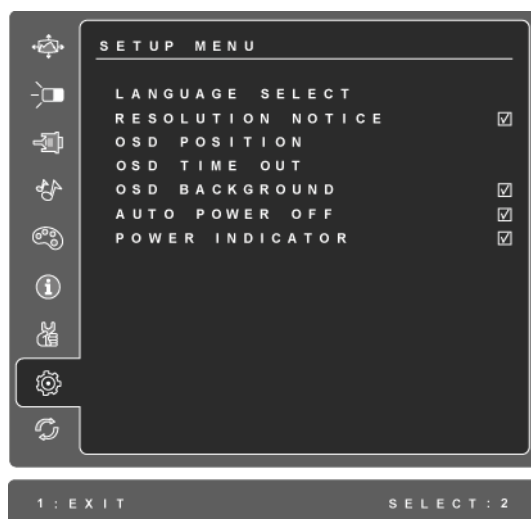 SETUP MENU
LANGUAGE SELECT
RESOLUTION NOTICE
OSD POSITION
OSD TIME OUT
OSD BACKGROUND
AUTO POWER OFF
POWER INDICATOR
1:EXIT SELECT:2